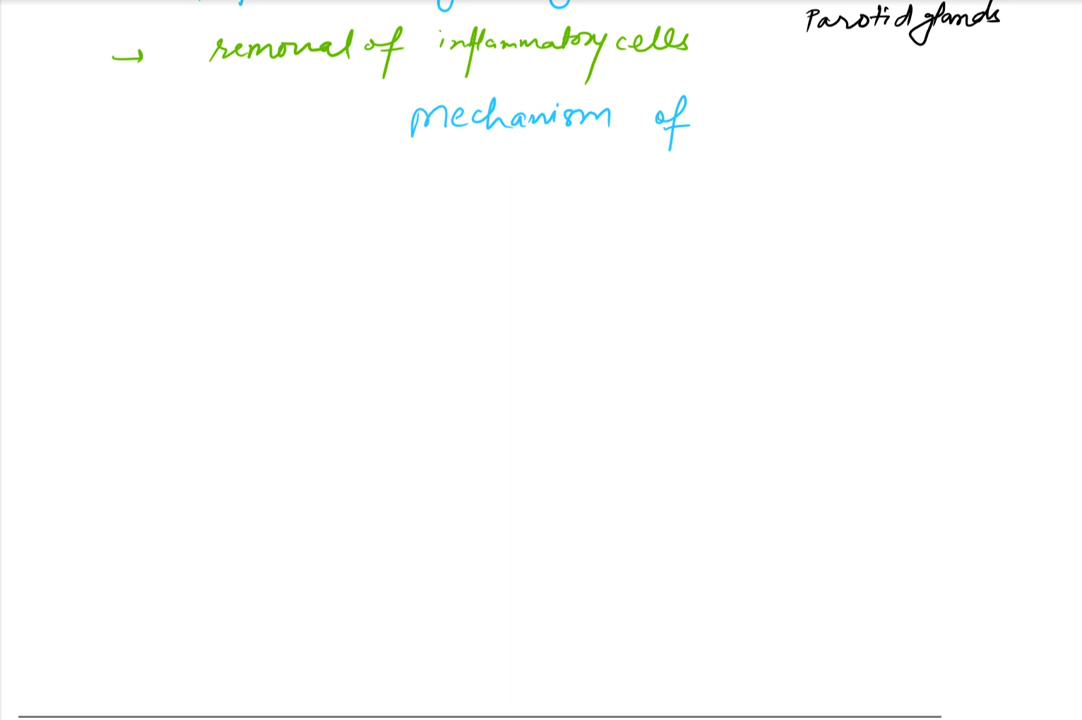 Parotid glands
→ removal of inflammatory cells
mechanism of